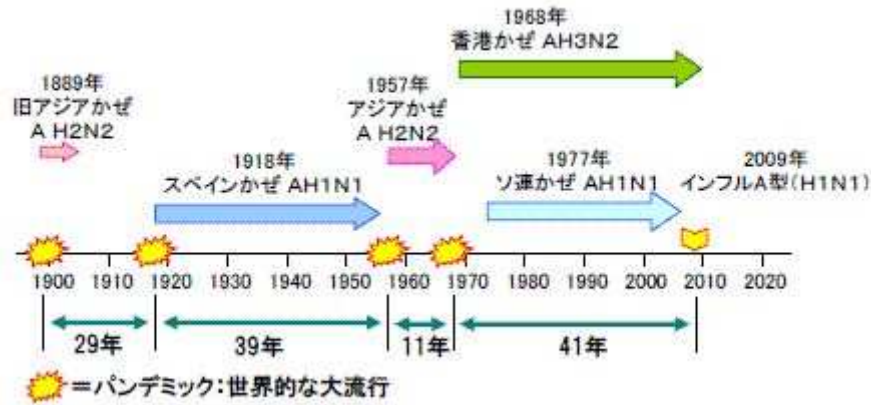 1968年
香港かぜ AH3N2
1889年
旧アジアかぜ
A H2N2
1957年
アジアかぜ
A H2N2
1918年
スペインかぜ AH1N1
1977年
ソ連かぜ AH1N1
2009年
インフルA型(H1N1)
1900 1910 1920 1930 1940 1950 1960 1970 1980 1990 2000 2010 2020
29年 39年 11年 41年
=パンデミック:世界的な大流行